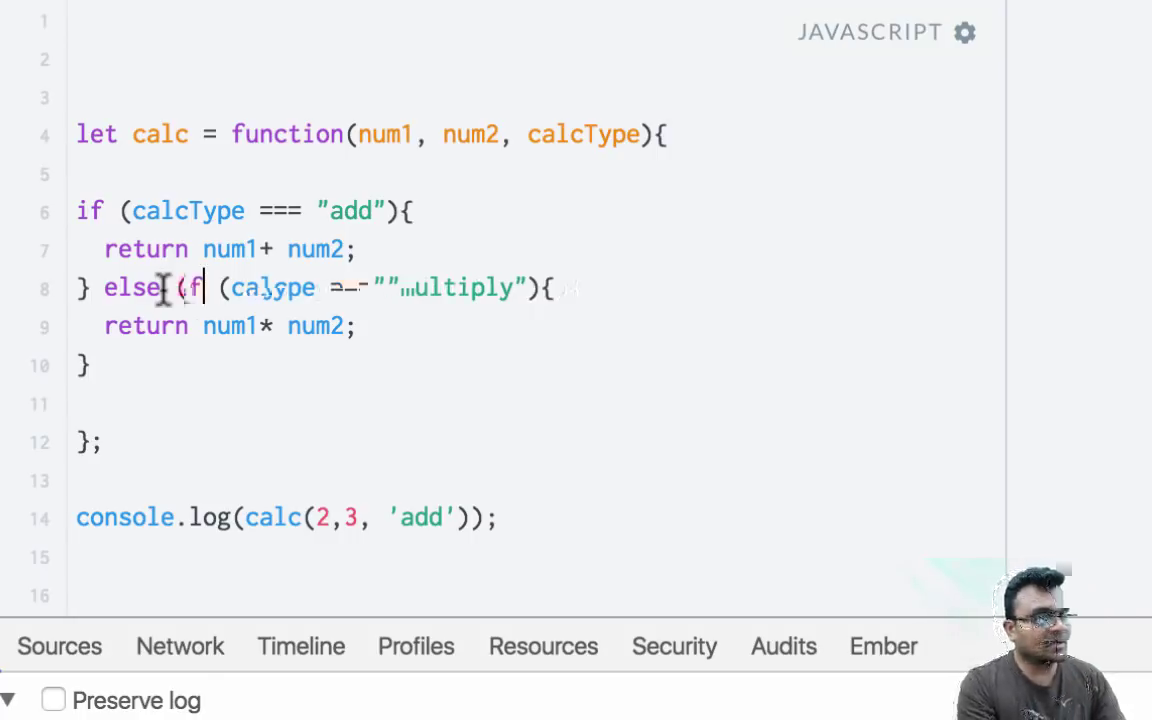 1
JAVASCRIPT
2
3
4 let calc = function(num1, num2, calcType){
5
6 if (calcType === "add"){
7 return num1+ num2;
8 } else (
9 return num1* num2;
10 }
11
12 };
13
14 console.log(calc(2,3, 'add'));
15
16
Sources Network Timeline Profiles Resources Security Audits Ember
Preserve log